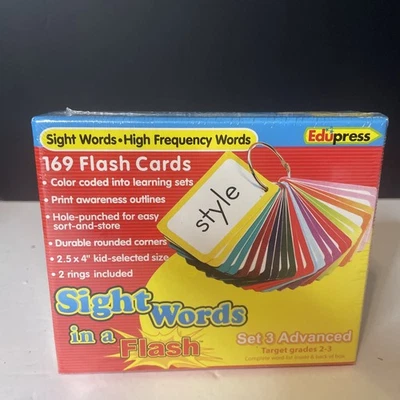 Sight Words • High Frequency Words
Edupress
169 Flash Cards
• Color coded into learning sets
• Print awareness outlines
• Hole-punched for easy
sort-and-store
• Durable rounded corners
• 2.5 x 4" kid-selected size
• 2 rings included
style
Sight Words
in a Flash
Set 3 Advanced
Target grades 2-3